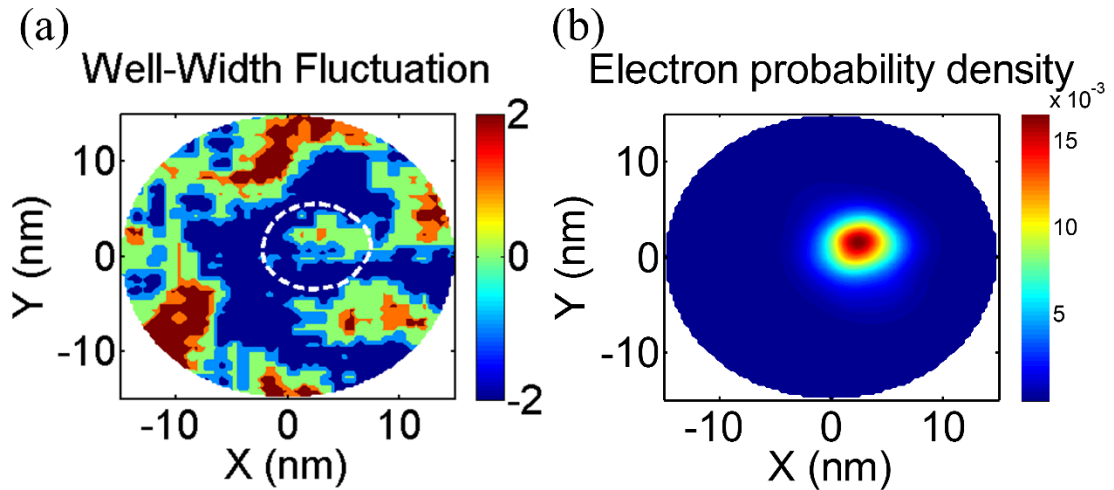 (a)
Well-Width Fluctuation
Y (nm)
10
0
-10
-10 0 10
X (nm)
2
0
-2
(b)
Electron probability density
x 10⁻³
Y (nm)
10
0
-10
-10 0 10
X (nm)
15
10
5